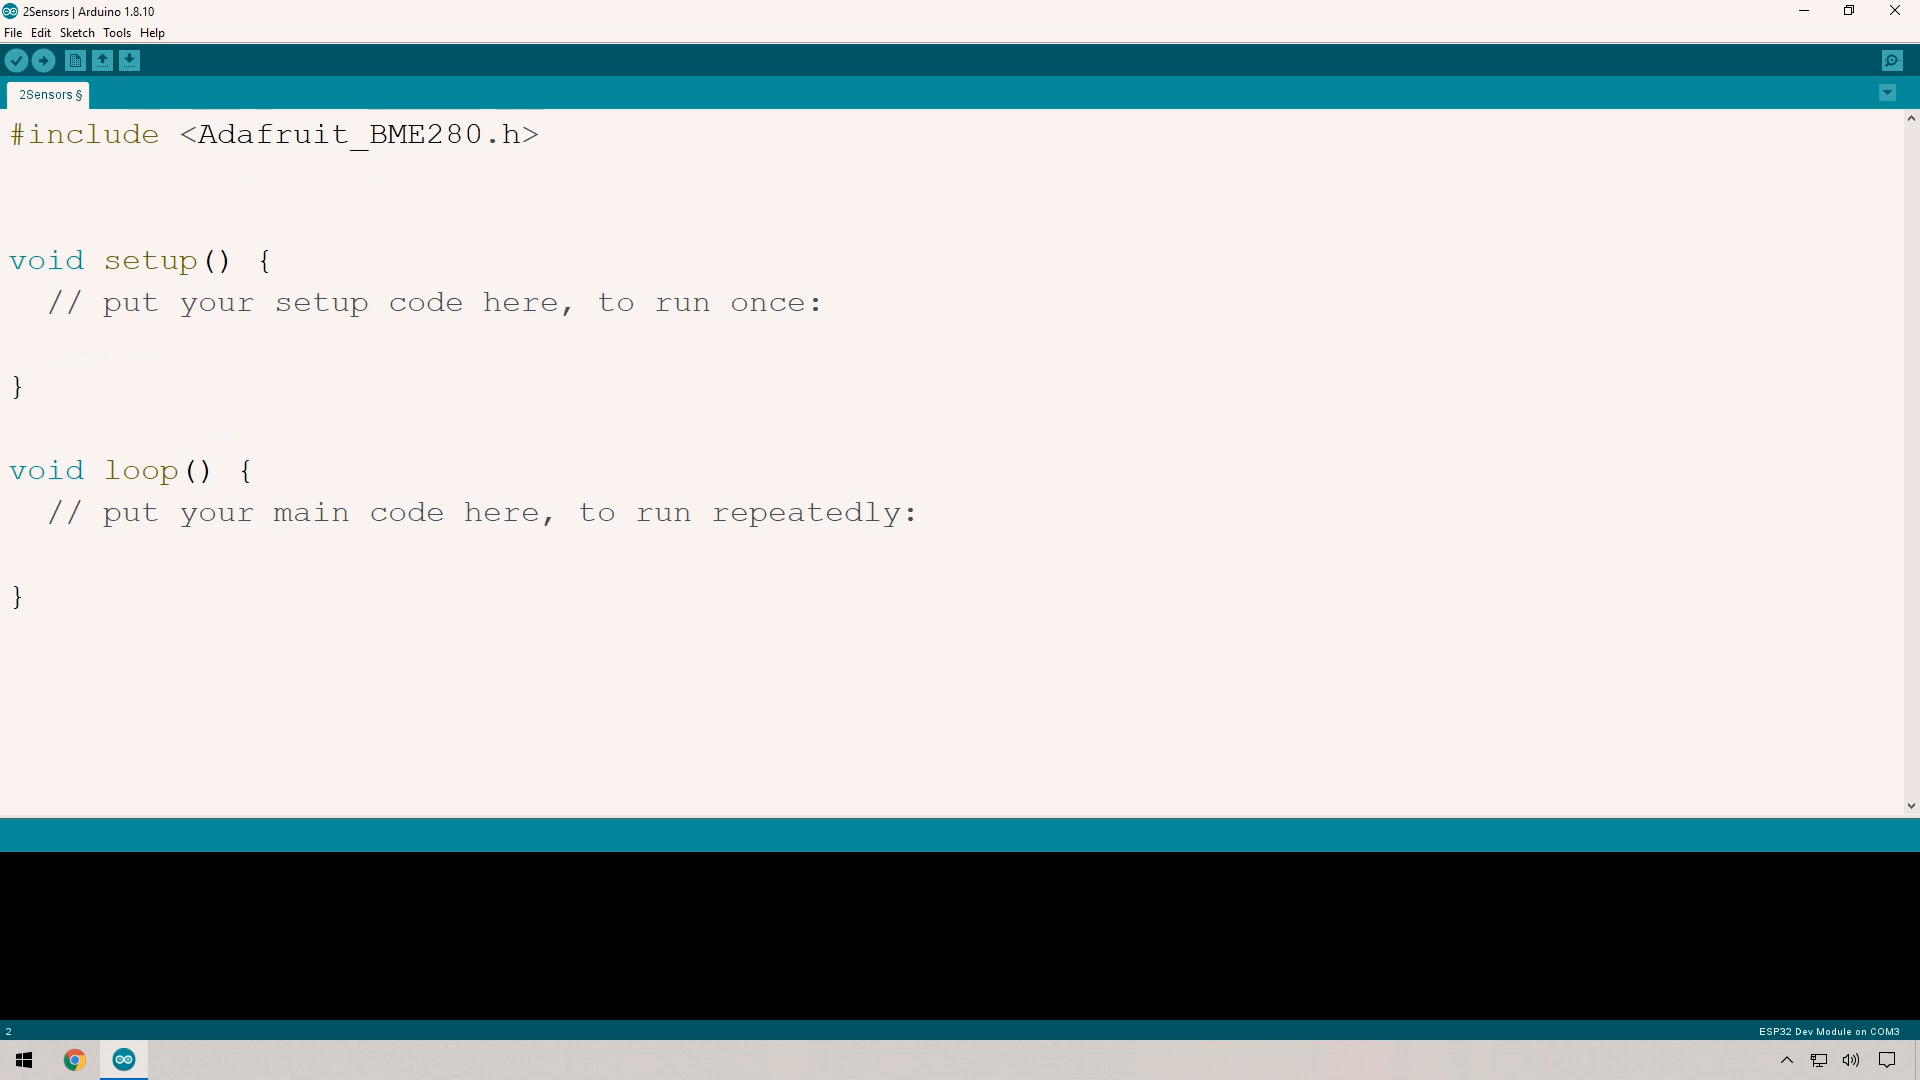 2Sensors | Arduino 1.8.10
File Edit Sketch Tools Help
2Sensors §
#include <Adafruit_BME280.h>
void setup() {
  // put your setup code here, to run once:
}
void loop() {
  // put your main code here, to run repeatedly:
}
2
ESP32 Dev Module on COM3